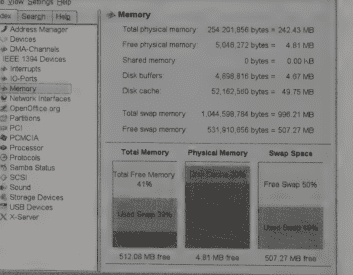 View Settings Help
Search Help
Address Manager
Devices
DMA-Channels
IEEE 1394 Devices
Interrupts
IO-Ports
Memory
Network Interfaces
OpenOffice.org
Partitions
PCI
PCMCIA
Processor
Protocols
Samba Status
SCSI
Sound
Storage Devices
USB Devices
X-Server
Memory
Total physical memory 254,201,856 bytes = 242.43 MB
Free physical memory 5,048,272 bytes = 4.81 MB
Shared memory 0 bytes = 0.00 KB
Disk buffers: 4,898,816 bytes = 4.67 MB
Disk cache: 52,162,560 bytes = 49.75 MB
Total swap memory 1,044,599,784 bytes = 996.21 MB
Free swap memory: 531,910,656 bytes = 507.27 MB
Total Memory Physical Memory Swap Space
Total Free Memory
41%
Used Swap 39%
Disk Cache 20%
Free Swap 50%
Used Swap 49%
512.08 MB free 4.81 MB free 507.27 MB free